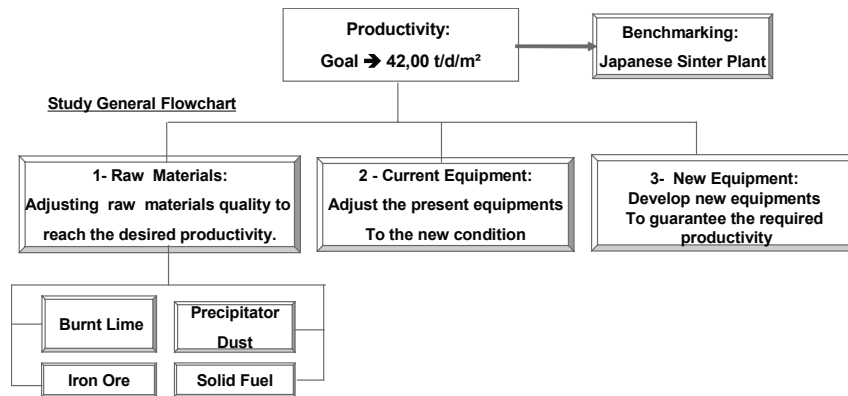 Productivity:
Goal ➔ 42,00 t/d/m²
Benchmarking:
Japanese Sinter Plant
Study General Flowchart
1- Raw Materials:
Adjusting raw materials quality to
reach the desired productivity.
2 - Current Equipment:
Adjust the present equipments
To the new condition
3- New Equipment:
Develop new equipments
To guarantee the required
productivity
Burnt Lime
Precipitator
Dust
Iron Ore
Solid Fuel